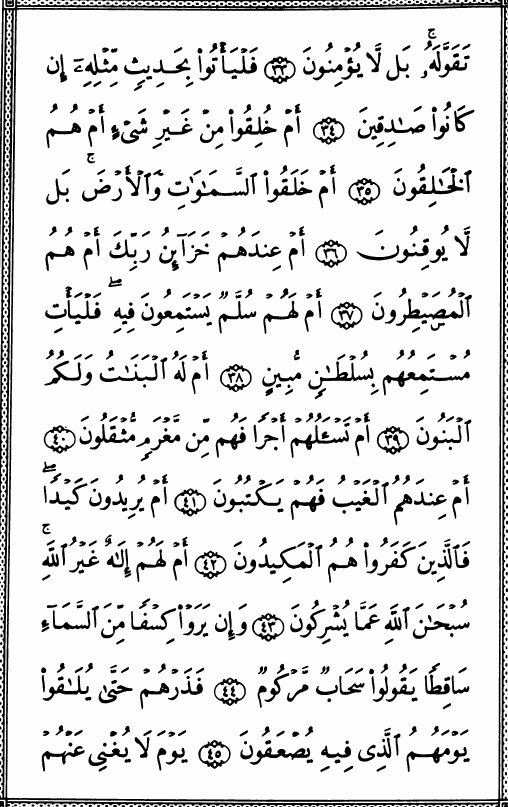 تَقَوَّلَهُۥۚ بَل لَّا يُؤْمِنُونَ ٣٣ فَلْيَأْتُوا۟ بِحَدِيثٍ مِّثْلِهِۦٓ إِن
كَانُوا۟ صَـٰدِقِينَ ٣٤ أَمْ خُلِقُوا۟ مِنْ غَيْرِ شَىْءٍ أَمْ هُمُ
ٱلْخَـٰلِقُونَ ٣٥ أَمْ خَلَقُوا۟ ٱلسَّمَـٰوَٰتِ وَٱلْأَرْضَۚ بَل
لَّا يُوقِنُونَ ٣٦ أَمْ عِندَهُمْ خَزَآئِنُ رَبِّكَ أَمْ هُمُ
ٱلْمُصَۣيْطِرُونَ ٣٧ أَمْ لَهُمْ سُلَّمٌ يَسْتَمِعُونَ فِيهِۖ فَلْيَأْتِ
مُسْتَمِعُهُم بِسُلْطَـٰنٍ مُّبِينٍ ٣٨ أَمْ لَهُ ٱلْبَنَـٰتُ وَلَكُمُ
ٱلْبَنُونَ ٣٩ أَمْ تَسْـَٔلُهُمْ أَجْرًا فَهُم مِّن مَّغْرَمٍ مُّثْقَلُونَ ٤٠
أَمْ عِندَهُمُ ٱلْغَيْبُ فَهُمْ يَكْتُبُونَ ٤١ أَمْ يُرِيدُونَ كَيْدًاۖ
فَٱلَّذِينَ كَفَرُوا۟ هُمُ ٱلْمَكِيدُونَ ٤٢ أَمْ لَهُمْ إِلَـٰهٌ غَيْرُ ٱللَّهِۚ
سُبْحَـٰنَ ٱللَّهِ عَمَّا يُشْرِكُونَ ٤٣ وَإِن يَرَوْا۟ كِسْفًا مِّنَ ٱلسَّمَآءِ
سَاقِطًا يَقُولُوا۟ سَحَابٌ مَّرْكُومٌ ٤٤ فَذَرْهُمْ حَتَّىٰ يُلَـٰقُوا۟
يَوْمَهُمُ ٱلَّذِى فِيهِ يُصْعَقُونَ ٤٥ يَوْمَ لَا يُغْنِى عَنْهُمْ